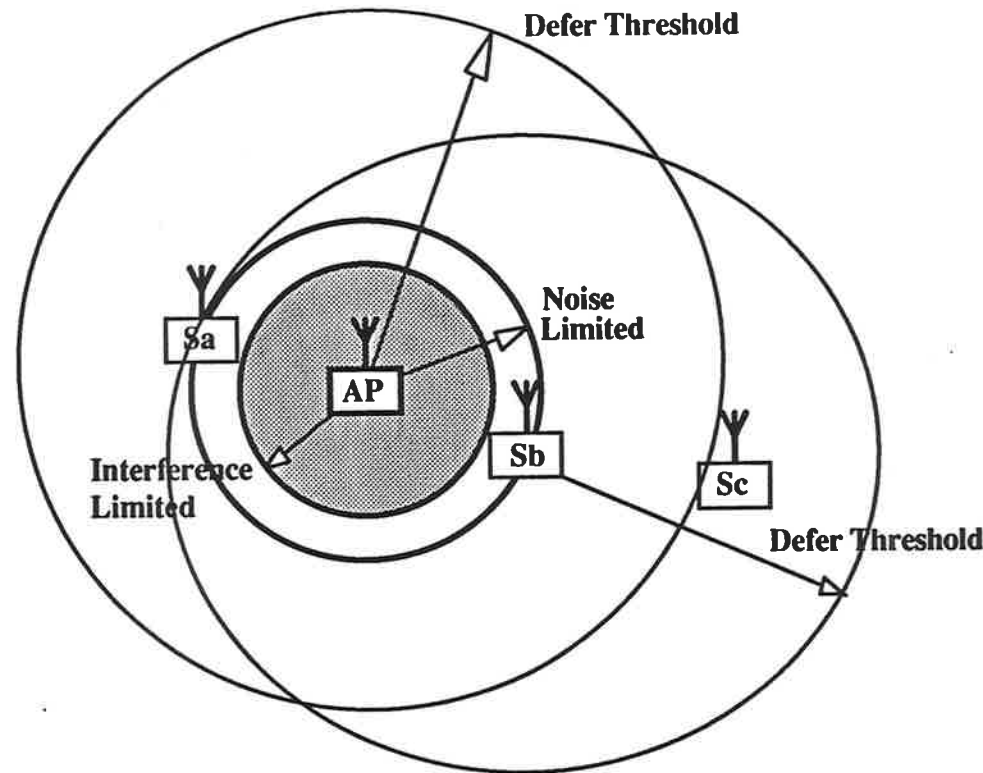 Defer Threshold
Noise
Limited
Sa
AP
Sb
Interference
Limited
Sc
Defer Threshold